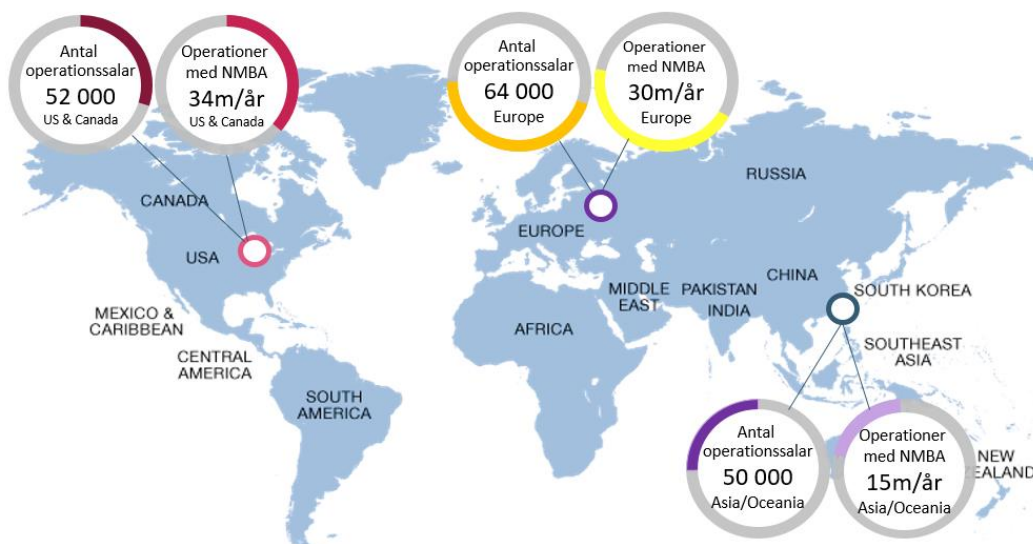 Antal
operationssalar
52 000
US & Canada
Operationer
med NMBA
34m/år
US & Canada
Antal
operationssalar
64 000
Europe
Operationer
med NMBA
30m/år
Europe
CANADA
USA
MEXICO &
CARIBBEAN
CENTRAL
AMERICA
SOUTH
AMERICA
EUROPE
RUSSIA
MIDDLE
EAST
AFRICA
PAKISTAN
INDIA
CHINA
SOUTH KOREA
SOUTHEAST
ASIA
Antal
operationssalar
50 000
Asia/Oceania
Operationer
med NMBA
15m/år
Asia/Oceania
NEW
ZEALAND